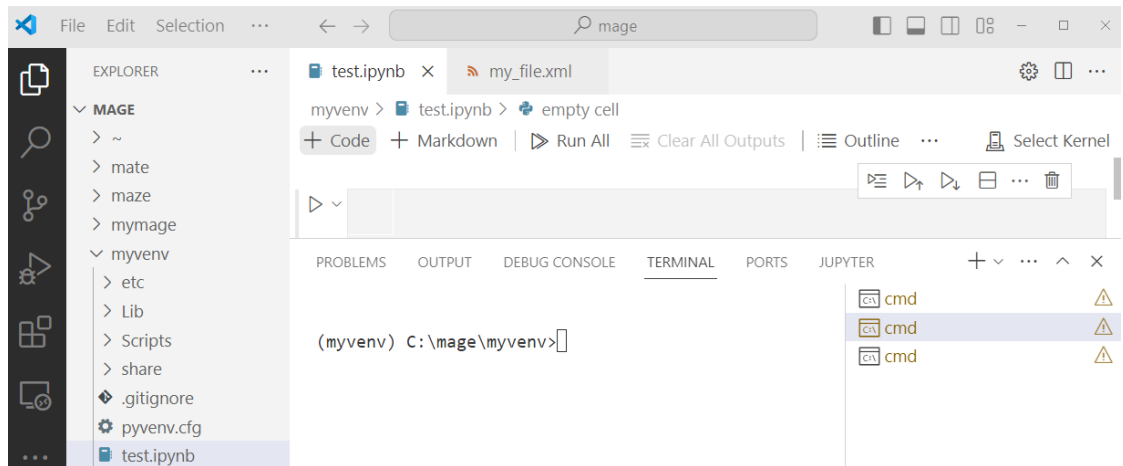 File Edit Selection ··· mage
EXPLORER ···
MAGE
~
mate
maze
mymage
myvenv
etc
Lib
Scripts
share
.gitignore
pyvenv.cfg
test.ipynb
test.ipynb my_file.xml
myvenv > test.ipynb > empty cell
+ Code + Markdown Run All Clear All Outputs Outline ··· Select Kernel
PROBLEMS OUTPUT DEBUG CONSOLE TERMINAL PORTS JUPYTER
(myvenv) C:\mage\myvenv>
cmd
cmd
cmd